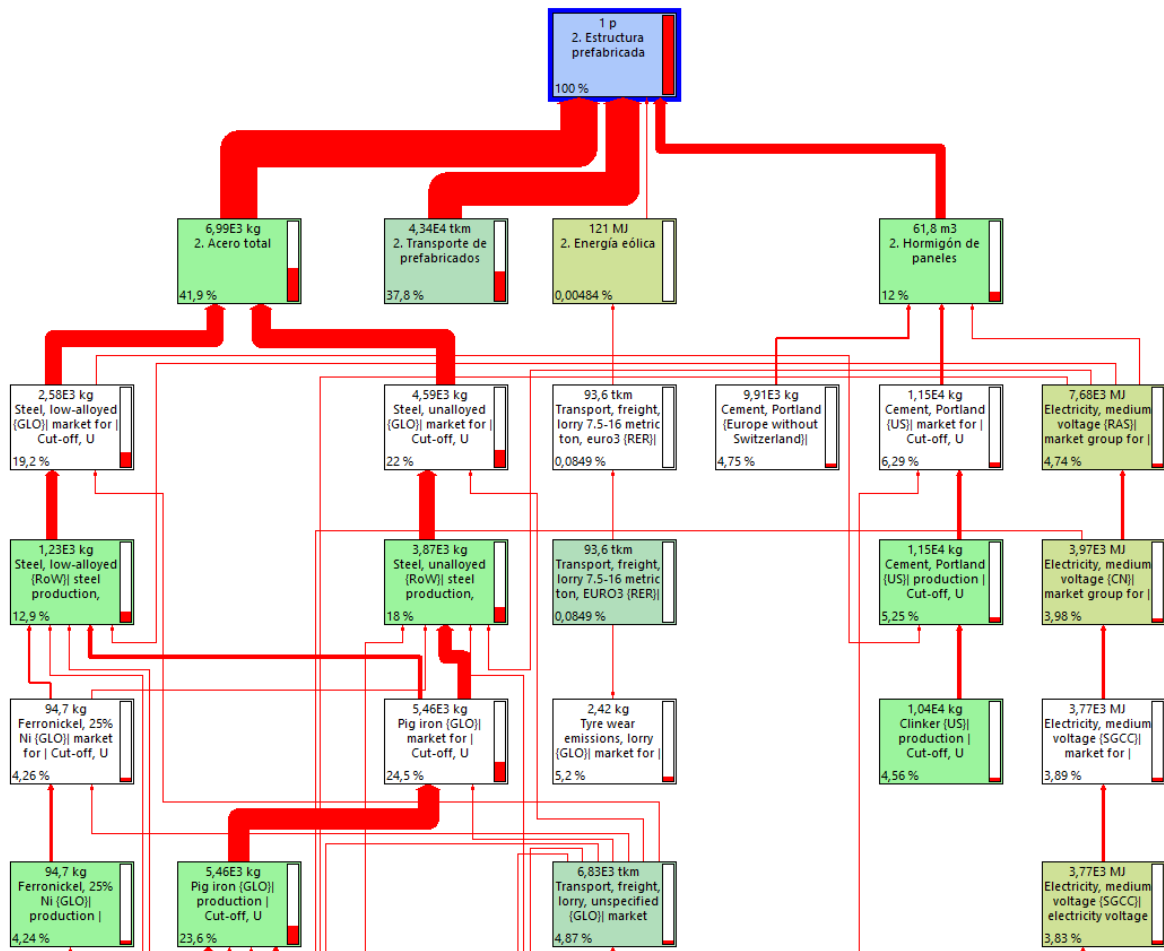 1 p
2. Estructura
prefabricada
100 %
6,99E3 kg
2. Acero total
41,9 %
4,34E4 tkm
2. Transporte de
prefabricados
37,8 %
121 MJ
2. Energía eólica
0,00484 %
61,8 m3
2. Hormigón de
paneles
12 %
2,58E3 kg
Steel, low-alloyed
{GLO}| market for |
Cut-off, U
19,2 %
4,59E3 kg
Steel, unalloyed
{GLO}| market for |
Cut-off, U
22 %
93,6 tkm
Transport, freight,
lorry 7.5-16 metric
ton, euro3 {RER}|
0,0849 %
9,91E3 kg
Cement, Portland
{Europe without
Switzerland}|
4,75 %
1,15E4 kg
Cement, Portland
{US}| market for |
Cut-off, U
6,29 %
7,68E3 MJ
Electricity, medium
voltage {RAS}|
market group for |
4,74 %
1,23E3 kg
Steel, low-alloyed
{RoW}| steel
production,
12,9 %
3,87E3 kg
Steel, unalloyed
{RoW}| steel
production,
18 %
93,6 tkm
Transport, freight,
lorry 7.5-16 metric
ton, EURO3 {RER}|
0,0849 %
1,15E4 kg
Cement, Portland
{US}| production |
Cut-off, U
5,25 %
3,97E3 MJ
Electricity, medium
voltage {CN}|
market group for |
3,98 %
94,7 kg
Ferronickel, 25%
Ni {GLO}| market
for | Cut-off, U
4,26 %
5,46E3 kg
Pig iron {GLO}|
market for |
Cut-off, U
24,5 %
2,42 kg
Tyre wear
emissions, lorry
{GLO}| market for |
5,2 %
1,04E4 kg
Clinker {US}|
production |
Cut-off, U
4,56 %
3,77E3 MJ
Electricity, medium
voltage {SGCC}|
market for |
3,89 %
94,7 kg
Ferronickel, 25%
Ni {GLO}|
production |
4,24 %
5,46E3 kg
Pig iron {GLO}|
production |
Cut-off, U
23,6 %
6,83E3 tkm
Transport, freight,
lorry, unspecified
{GLO}| market
4,87 %
3,77E3 MJ
Electricity, medium
voltage {SGCC}|
electricity voltage
3,83 %